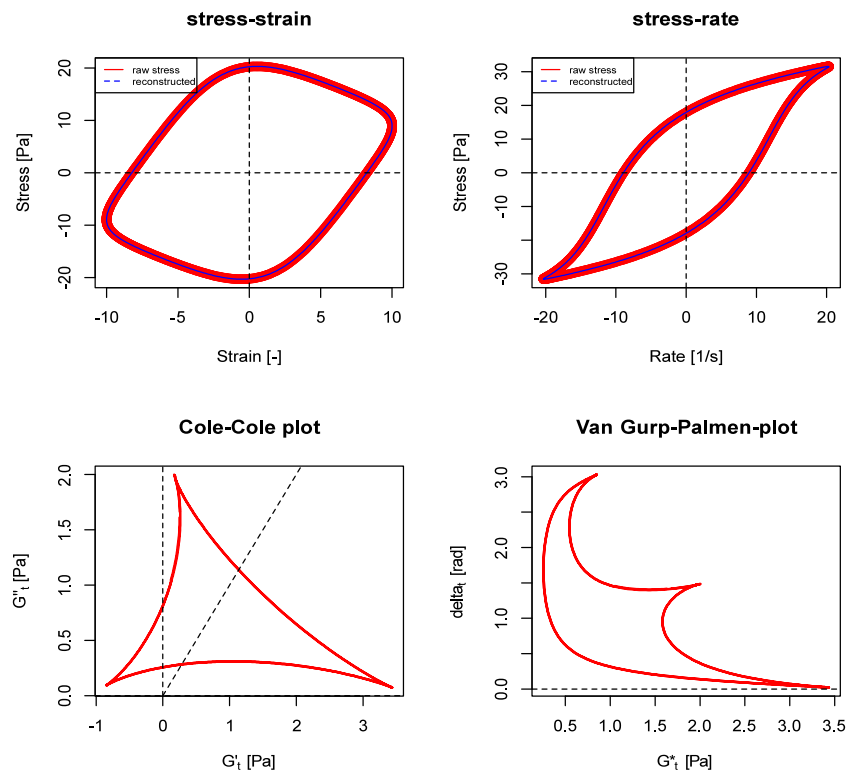 stress-strain
raw stress
reconstructed
Stress [Pa]
20
10
0
-10
-20
-10 -5 0 5 10
Strain [-]
stress-rate
raw stress
reconstructed
Stress [Pa]
30
10
0
-10
-30
-20 -10 0 10 20
Rate [1/s]
Cole-Cole plot
G''t [Pa]
2.0
1.5
1.0
0.5
0.0
-1 0 1 2 3
G't [Pa]
Van Gurp-Palmen-plot
deltat [rad]
3.0
2.0
1.0
0.0
0.5 1.0 1.5 2.0 2.5 3.0 3.5
G*t [Pa]